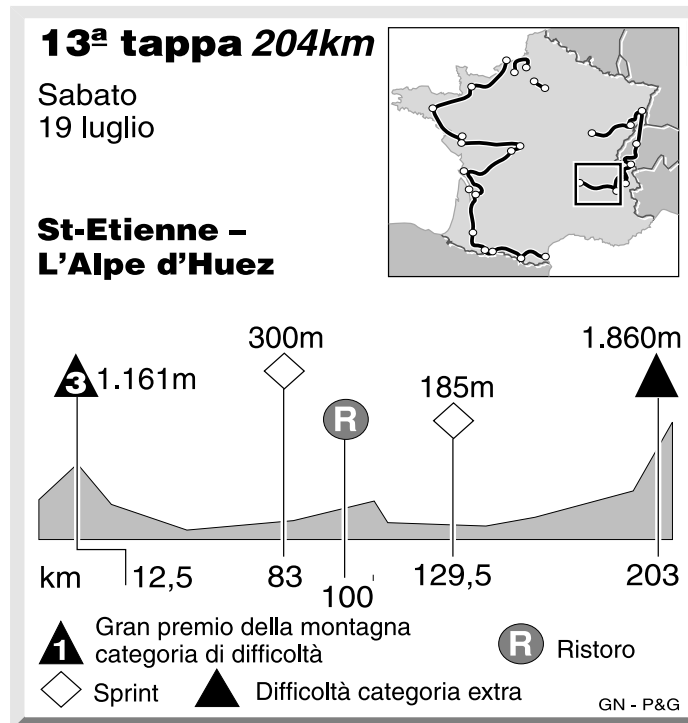 13ª tappa 204km
Sabato
19 luglio
St-Etienne –
L'Alpe d'Huez
300m
1.860m
3 1.161m
185m
R
km 12,5 83 100 129,5 203
1 Gran premio della montagna
categoria di difficoltà
R Ristoro
Sprint
Difficoltà categoria extra
GN - P&G